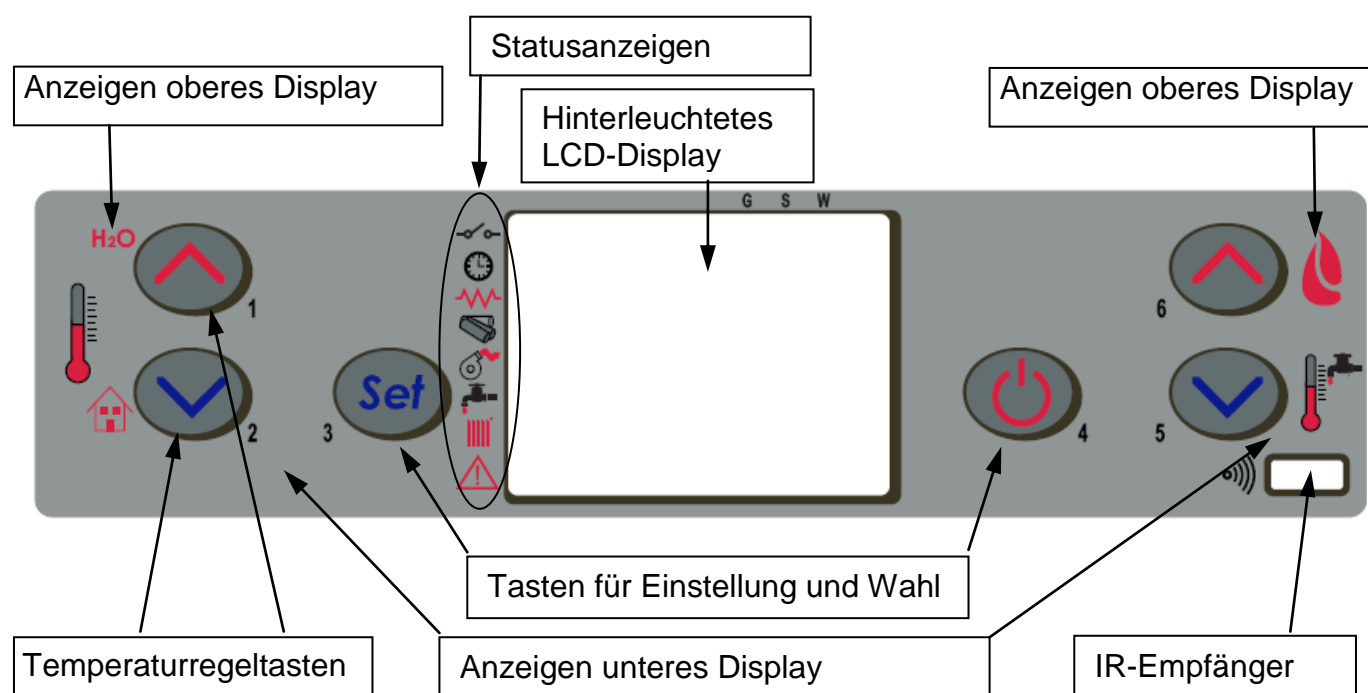 Statusanzeigen
Anzeigen oberes Display
Anzeigen oberes Display
Hinterleuchtetes
LCD-Display
G S W
H₂O
1
6
Set
2
3
4
5
Tasten für Einstellung und Wahl
Temperaturregeltasten
Anzeigen unteres Display
IR-Empfänger